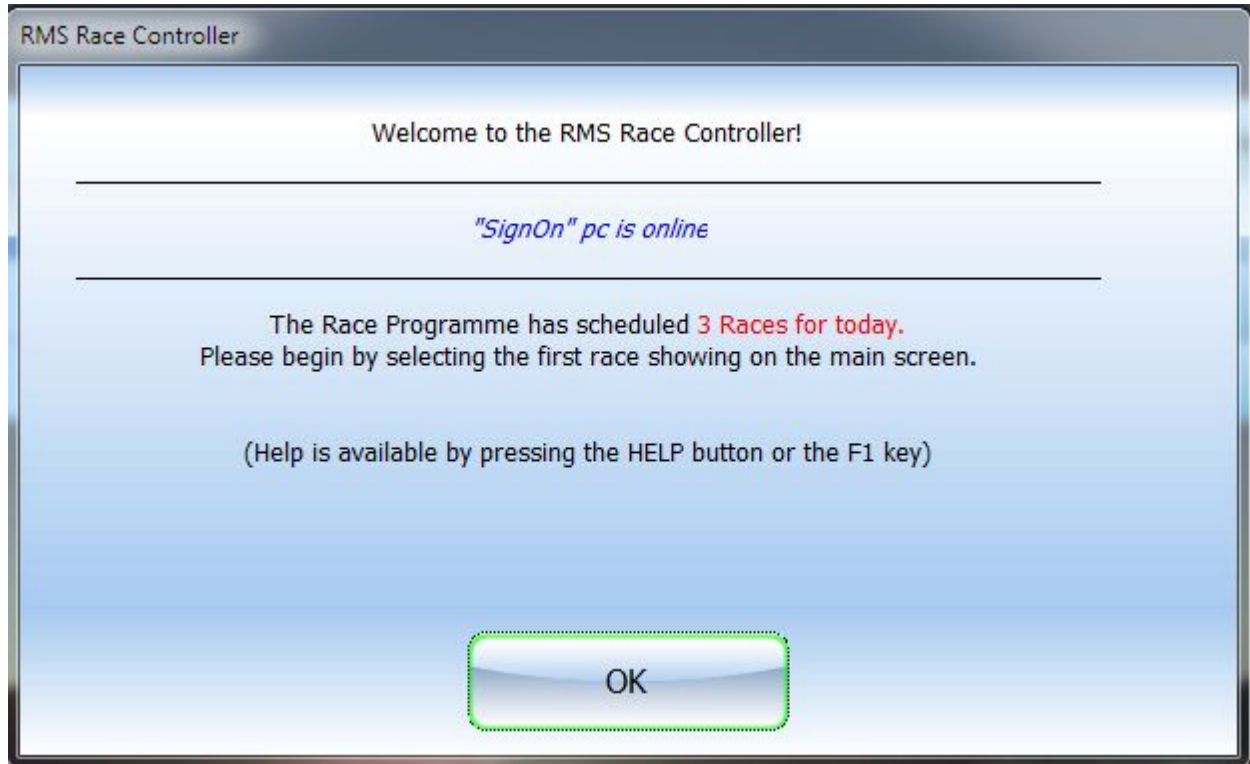 RMS Race Controller
Welcome to the RMS Race Controller!
"SignOn" pc is online
The Race Programme has scheduled 3 Races for today.
Please begin by selecting the first race showing on the main screen.
(Help is available by pressing the HELP button or the F1 key)
OK